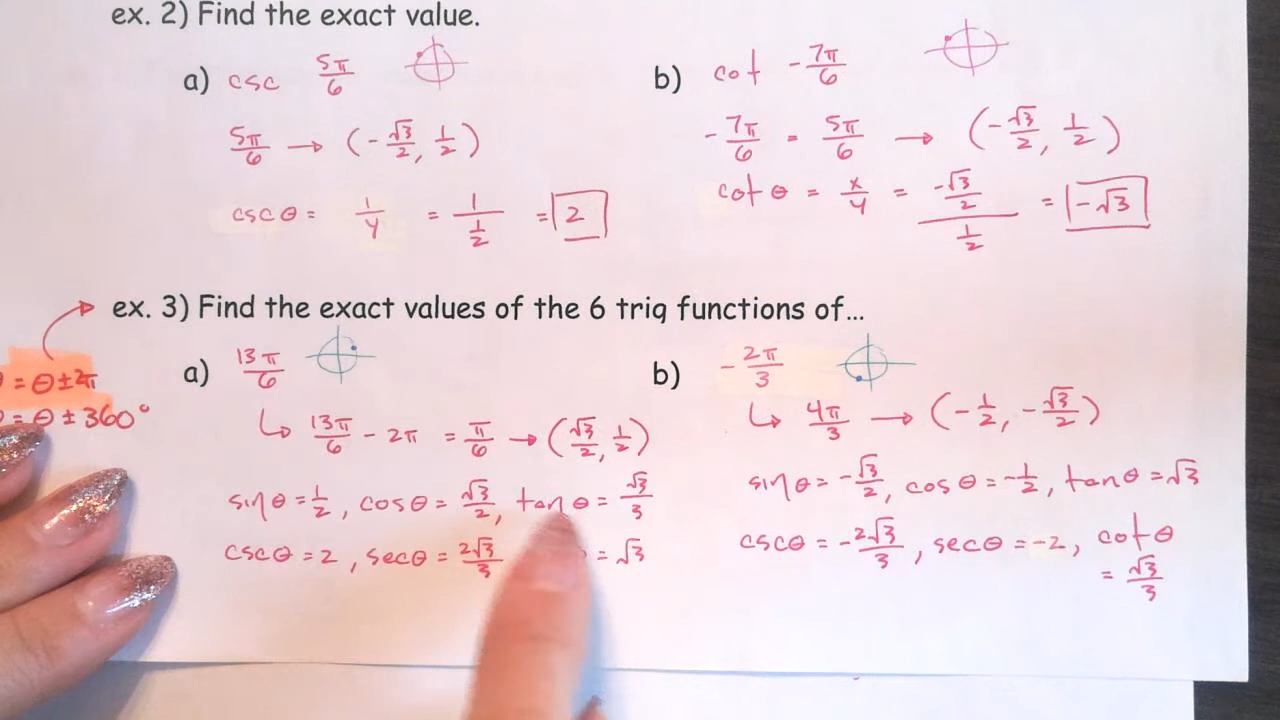 ex. 2) Find the exact value.
a) csc 5π/6
5π/6 → (-√3/2, 1/2)
cscθ = 1/y = 1/(1/2) = 2
b) cot -7π/6
-7π/6 = 5π/6 → (-√3/2, 1/2)
cotθ = x/y = (-√3/2)/(1/2) = -√3
ex. 3) Find the exact values of the 6 trig functions of...
= θ ± 2π
= θ ± 360°
a) 13π/6
↳ 13π/6 - 2π = π/6 → (√3/2, 1/2)
sinθ = 1/2, cosθ = √3/2, tanθ = √3/3
cscθ = 2, secθ = 2√3/3 = √3
b) -2π/3
↳ 4π/3 → (-1/2, -√3/2)
sinθ = -√3/2, cosθ = -1/2, tanθ = √3
cscθ = -2√3/3, secθ = -2, cotθ
= √3/3